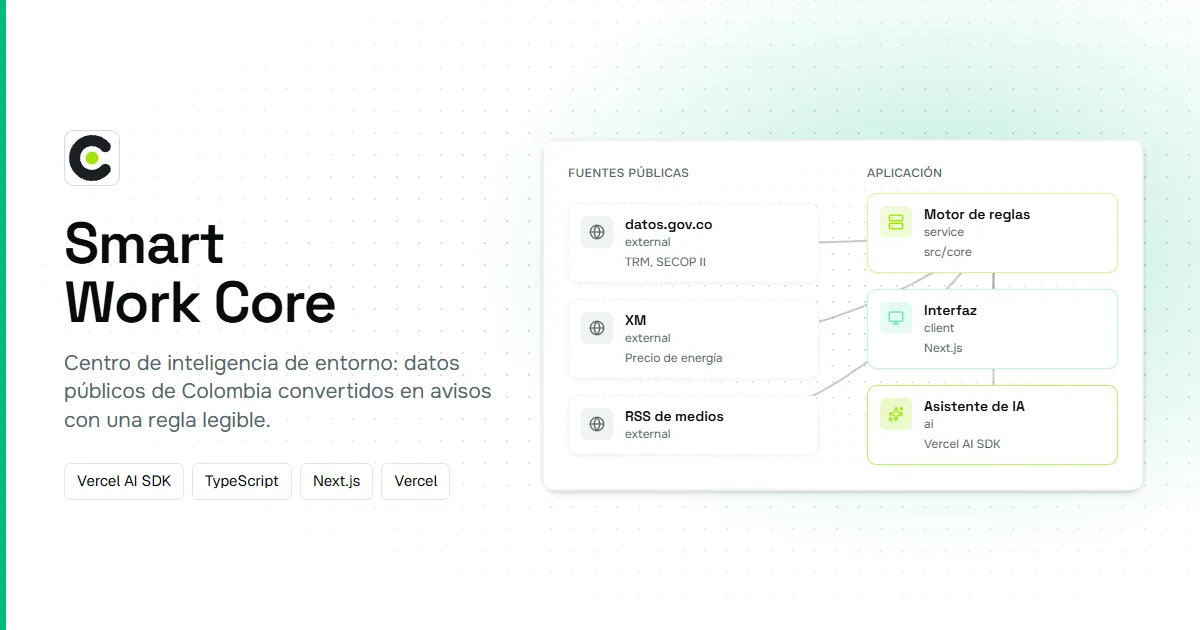 Smart
Work Core
Centro de inteligencia de entorno: datos
públicos de Colombia convertidos en avisos
con una regla legible.
Vercel AI SDK
TypeScript
Next.js
Vercel
FUENTES PÚBLICAS
datos.gov.co
external
TRM, SECOP II
XM
external
Precio de energía
RSS de medios
external
APLICACIÓN
Motor de reglas
service
src/core
Interfaz
client
Next.js
Asistente de IA
ai
Vercel AI SDK